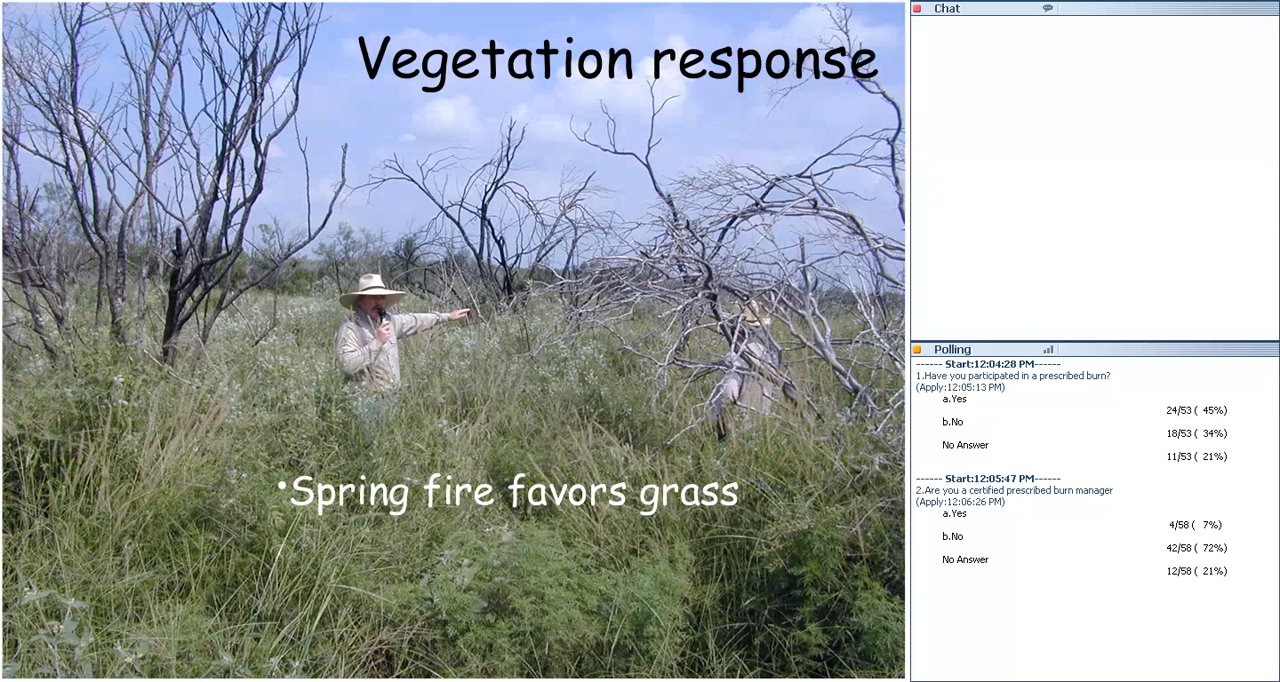 Vegetation response
•Spring fire favors grass
Chat
Polling
------ Start:12:04:28 PM------
1.Have you participated in a prescribed burn?
(Apply:12:05:13 PM)
a.Yes
24/53 ( 45%)
b.No
18/53 ( 34%)
No Answer
11/53 ( 21%)
------ Start:12:05:47 PM------
2.Are you a certified prescribed burn manager
(Apply:12:06:26 PM)
a.Yes
4/58 ( 7%)
b.No
42/58 ( 72%)
No Answer
12/58 ( 21%)